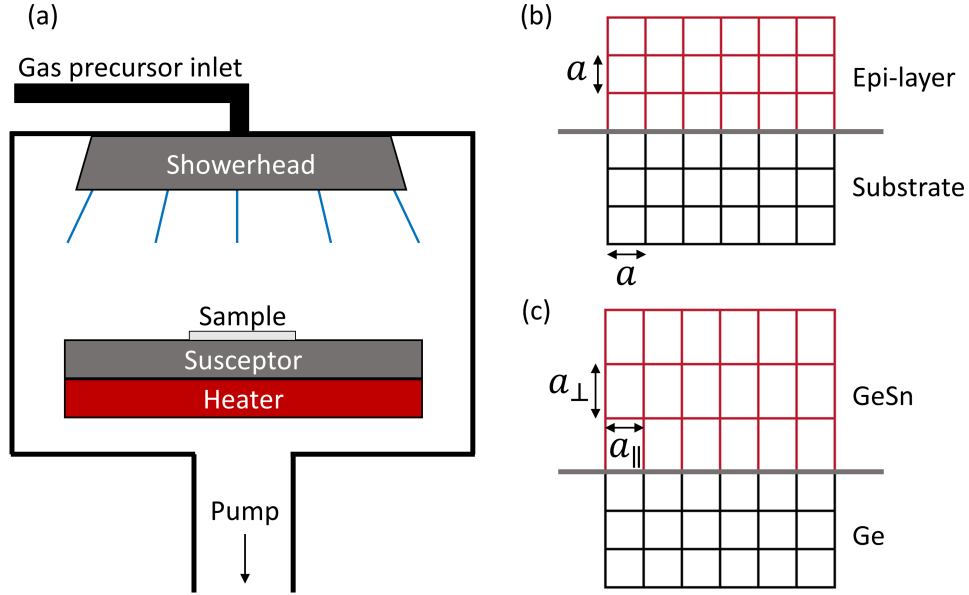 (a)
Gas precursor inlet
Showerhead
Sample
Susceptor
Heater
Pump
(b)
a
Epi-layer
Substrate
a
(c)
a⊥
GeSn
a∥
Ge